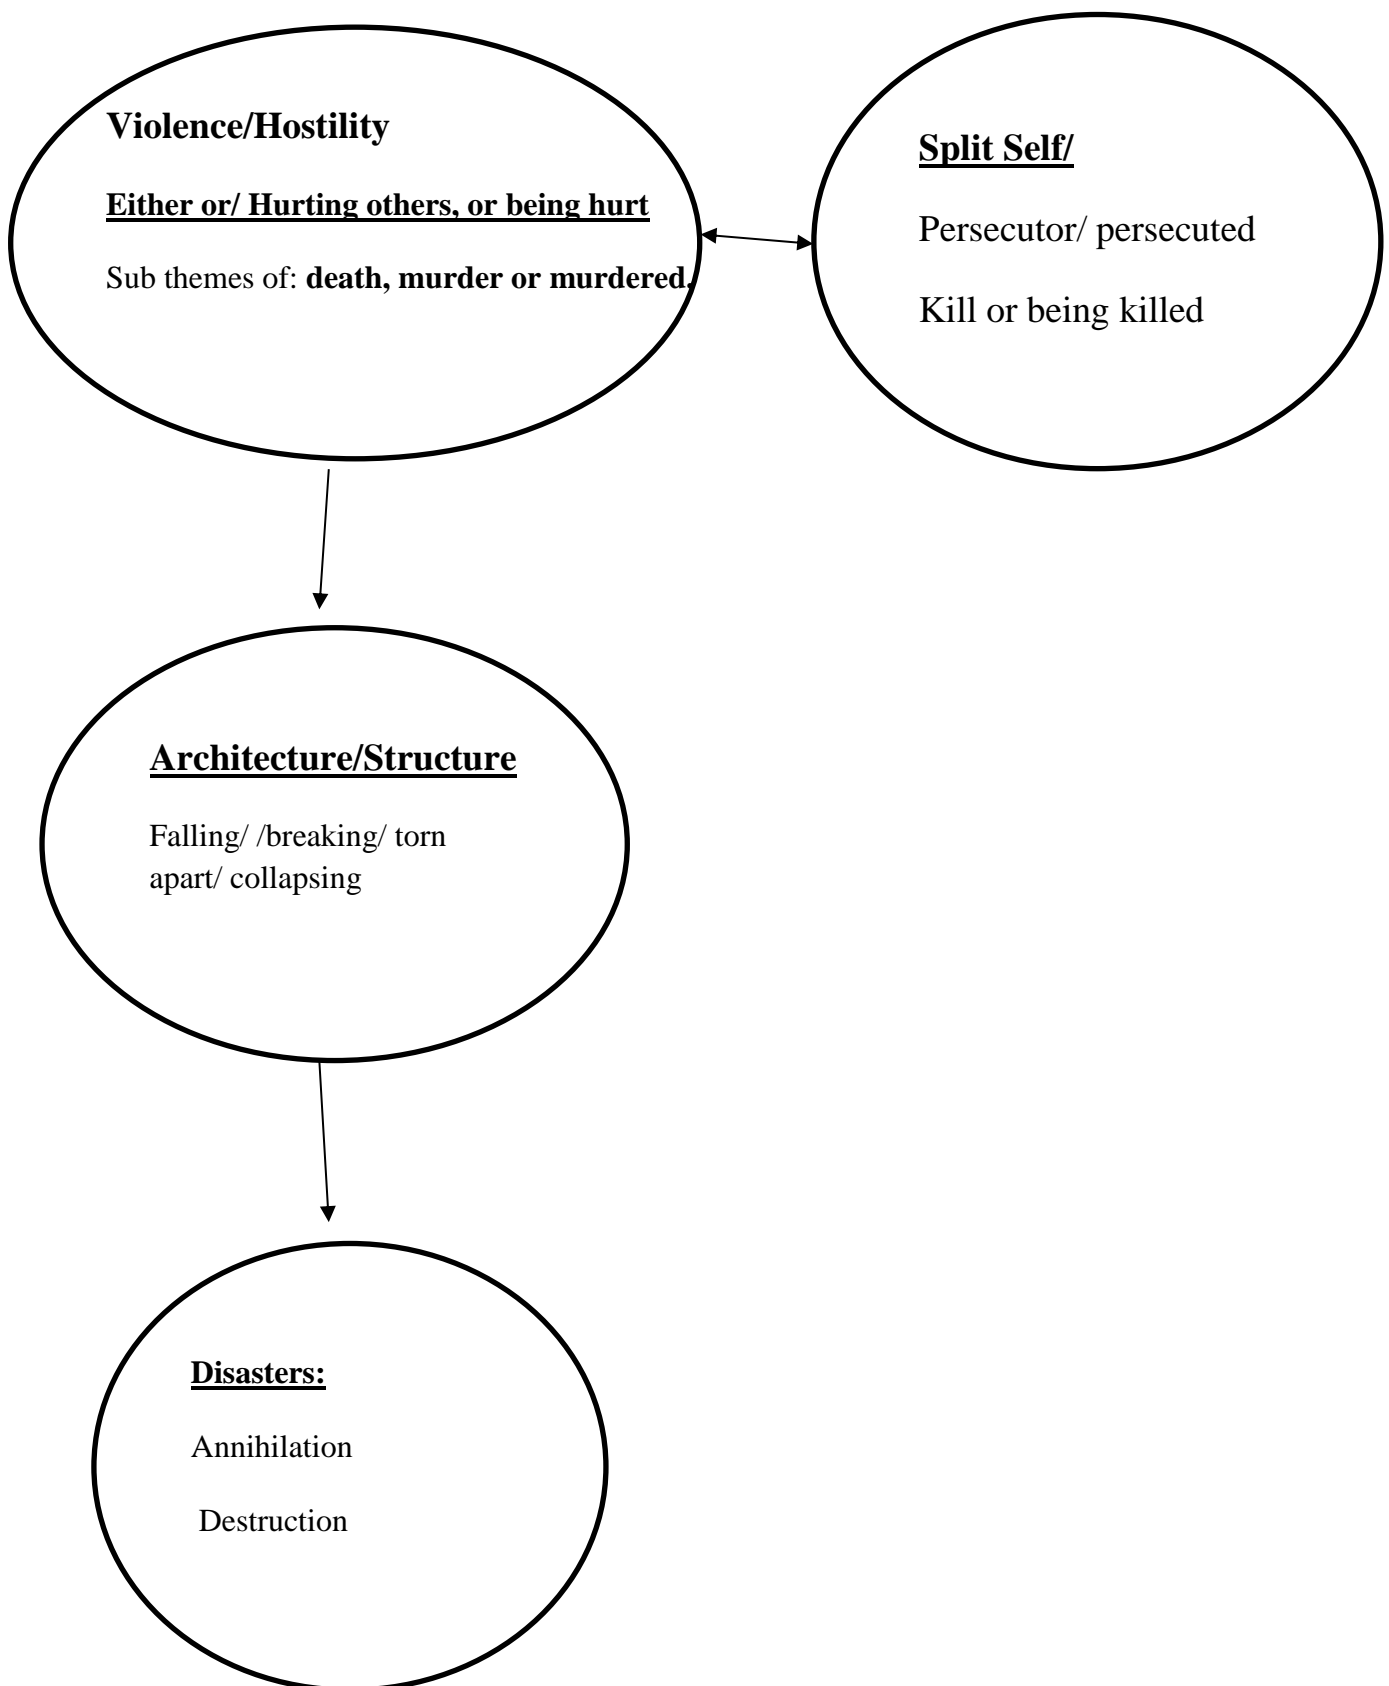 Violence/Hostility
Either or/ Hurting others, or being hurt
Sub themes of: death, murder or murdered.
Split Self/
Persecutor/ persecuted
Kill or being killed
Architecture/Structure
Falling/ /breaking/ torn
apart/ collapsing
Disasters:
Annihilation
Destruction